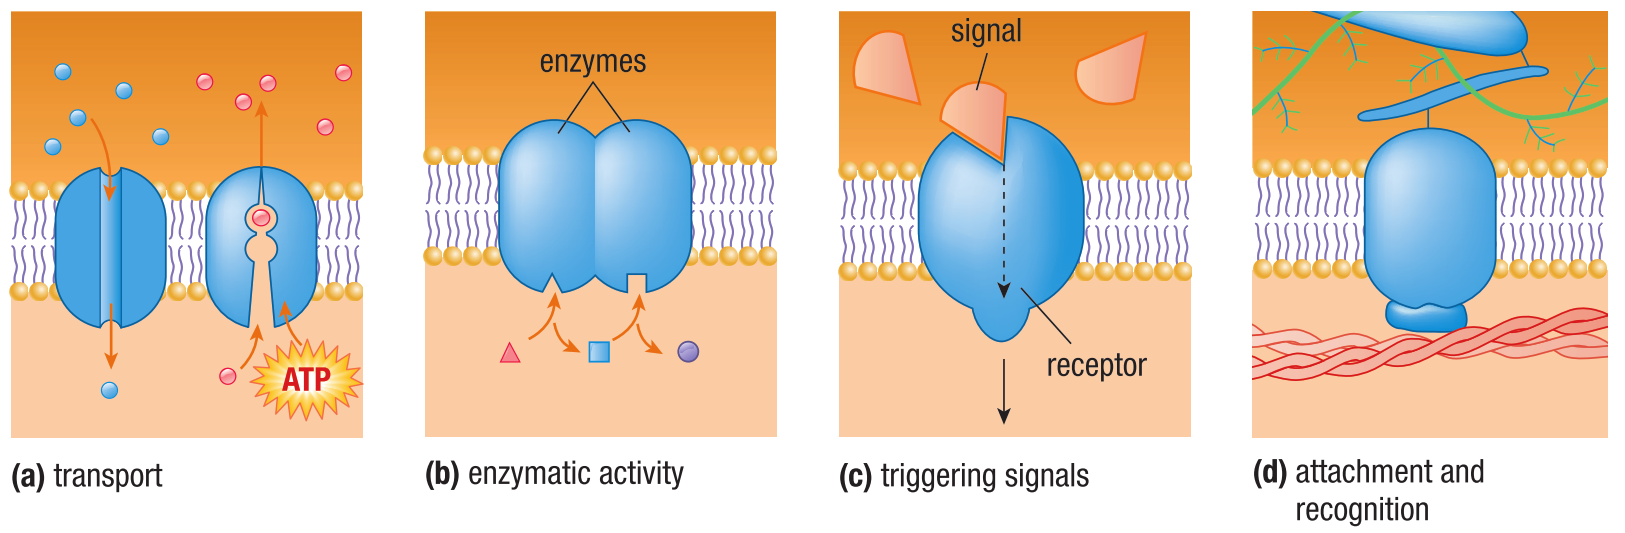 ATP
(a) transport
enzymes
(b) enzymatic activity
signal
receptor
(c) triggering signals
(d) attachment and
recognition